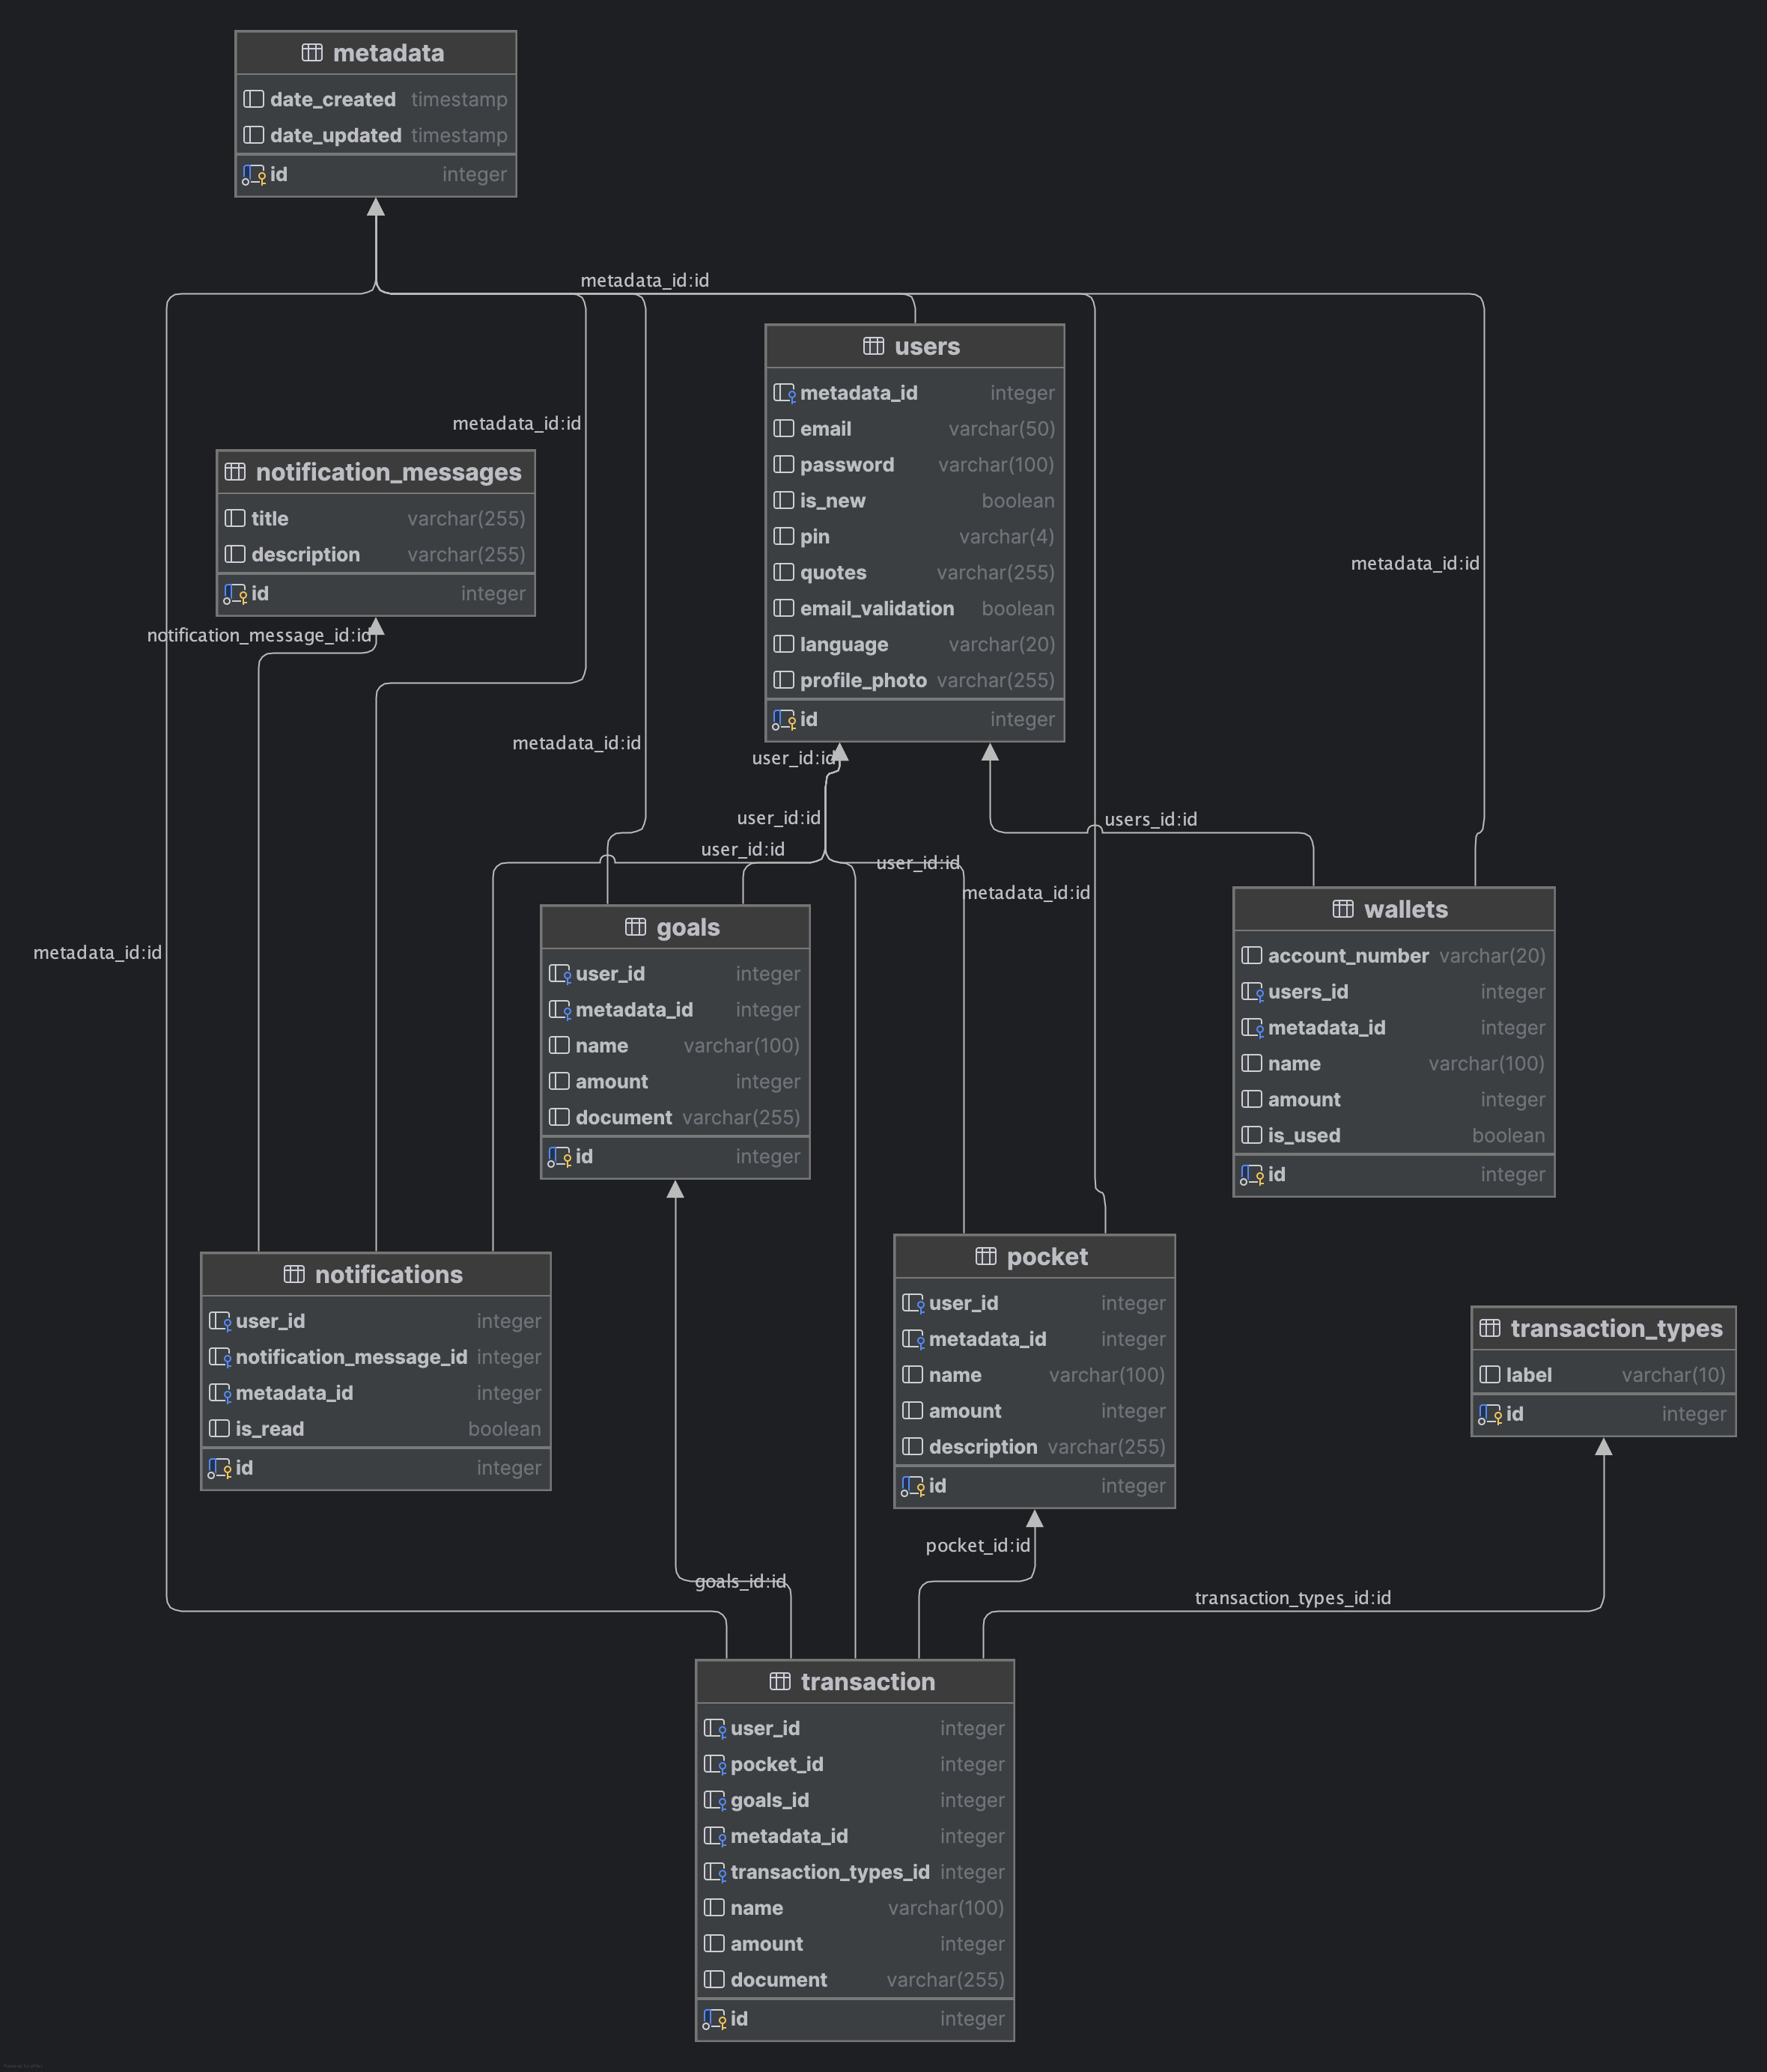 metadata
date_created timestamp
date_updated timestamp
id integer
metadata_id:id
users
metadata_id integer
email varchar(50)
password varchar(100)
is_new boolean
pin varchar(4)
quotes varchar(255)
email_validation boolean
language varchar(20)
profile_photo varchar(255)
id integer
metadata_id:id
notification_messages
title varchar(255)
description varchar(255)
id integer
metadata_id:id
notification_message_id:id
metadata_id:id
user_id:id
user_id:id
users_id:id
user_id:id
user_id:id
metadata_id:id
metadata_id:id
goals
user_id integer
metadata_id integer
name varchar(100)
amount integer
document varchar(255)
id integer
wallets
account_number varchar(20)
users_id integer
metadata_id integer
name varchar(100)
amount integer
is_used boolean
id integer
notifications
user_id integer
notification_message_id integer
metadata_id integer
is_read boolean
id integer
pocket
user_id integer
metadata_id integer
name varchar(100)
amount integer
description varchar(255)
id integer
transaction_types
label varchar(10)
id integer
pocket_id:id
goals_id:id
transaction_types_id:id
transaction
user_id integer
pocket_id integer
goals_id integer
metadata_id integer
transaction_types_id integer
name varchar(100)
amount integer
document varchar(255)
id integer